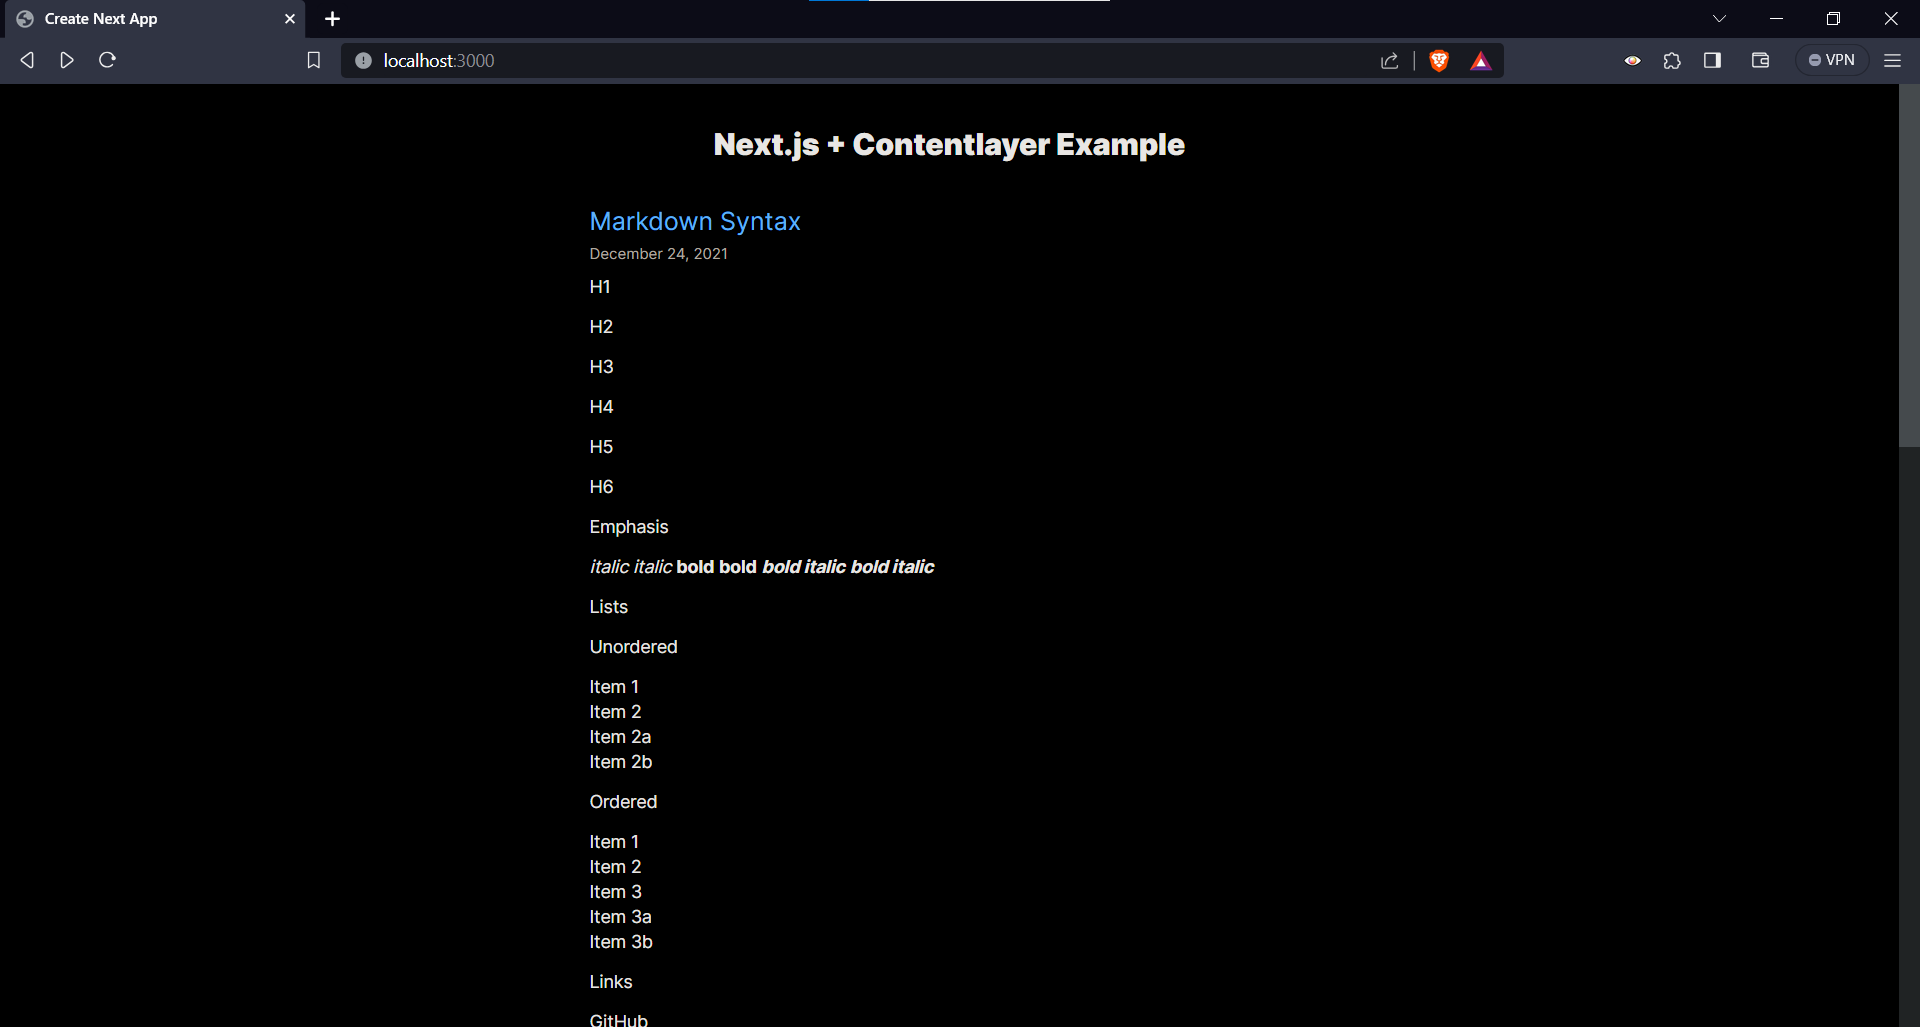 Create Next App
localhost:3000
VPN
Next.js + Contentlayer Example
Markdown Syntax
December 24, 2021
H1
H2
H3
H4
H5
H6
Emphasis
italic italic bold bold bold italic bold italic
Lists
Unordered
Item 1
Item 2
Item 2a
Item 2b
Ordered
Item 1
Item 2
Item 3
Item 3a
Item 3b
Links
GitHub